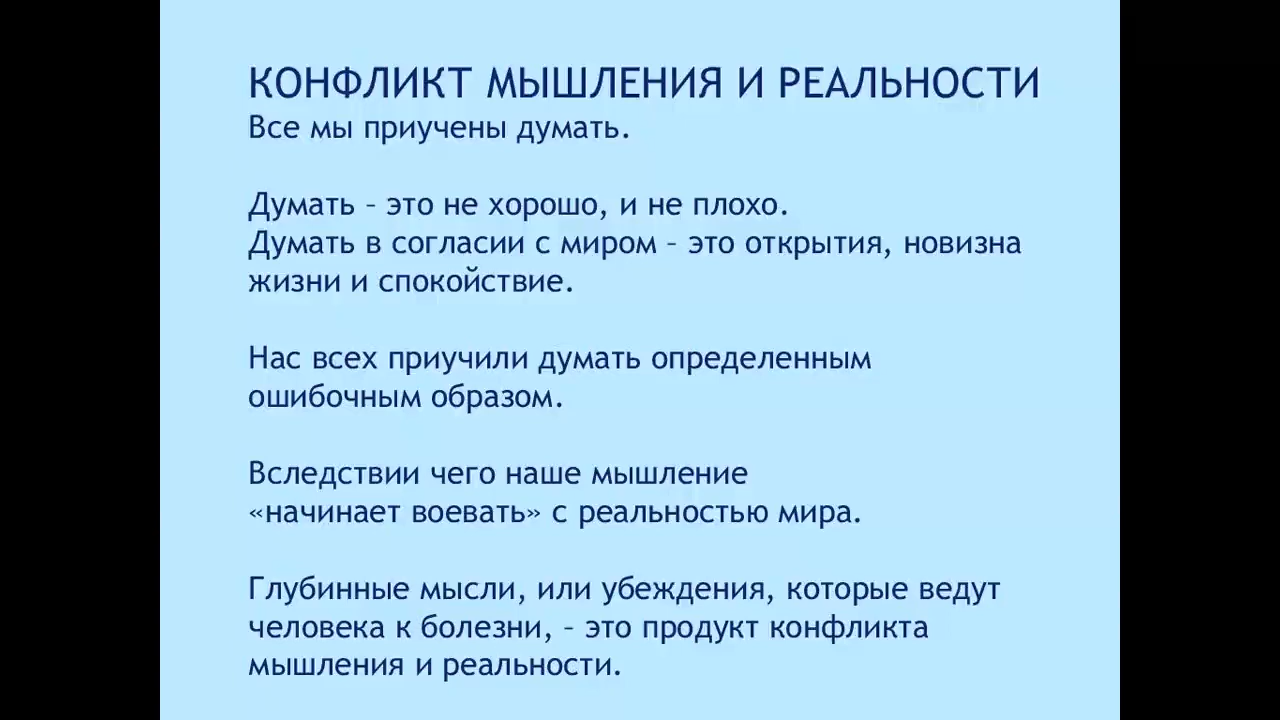 КОНФЛИКТ МЫШЛЕНИЯ И РЕАЛЬНОСТИ
Все мы приучены думать.
Думать – это не хорошо, и не плохо.
Думать в согласии с миром – это открытия, новизна
жизни и спокойствие.
Нас всех приучили думать определенным
ошибочным образом.
Вследствии чего наше мышление
«начинает воевать» с реальностью мира.
Глубинные мысли, или убеждения, которые ведут
человека к болезни, – это продукт конфликта
мышления и реальности.